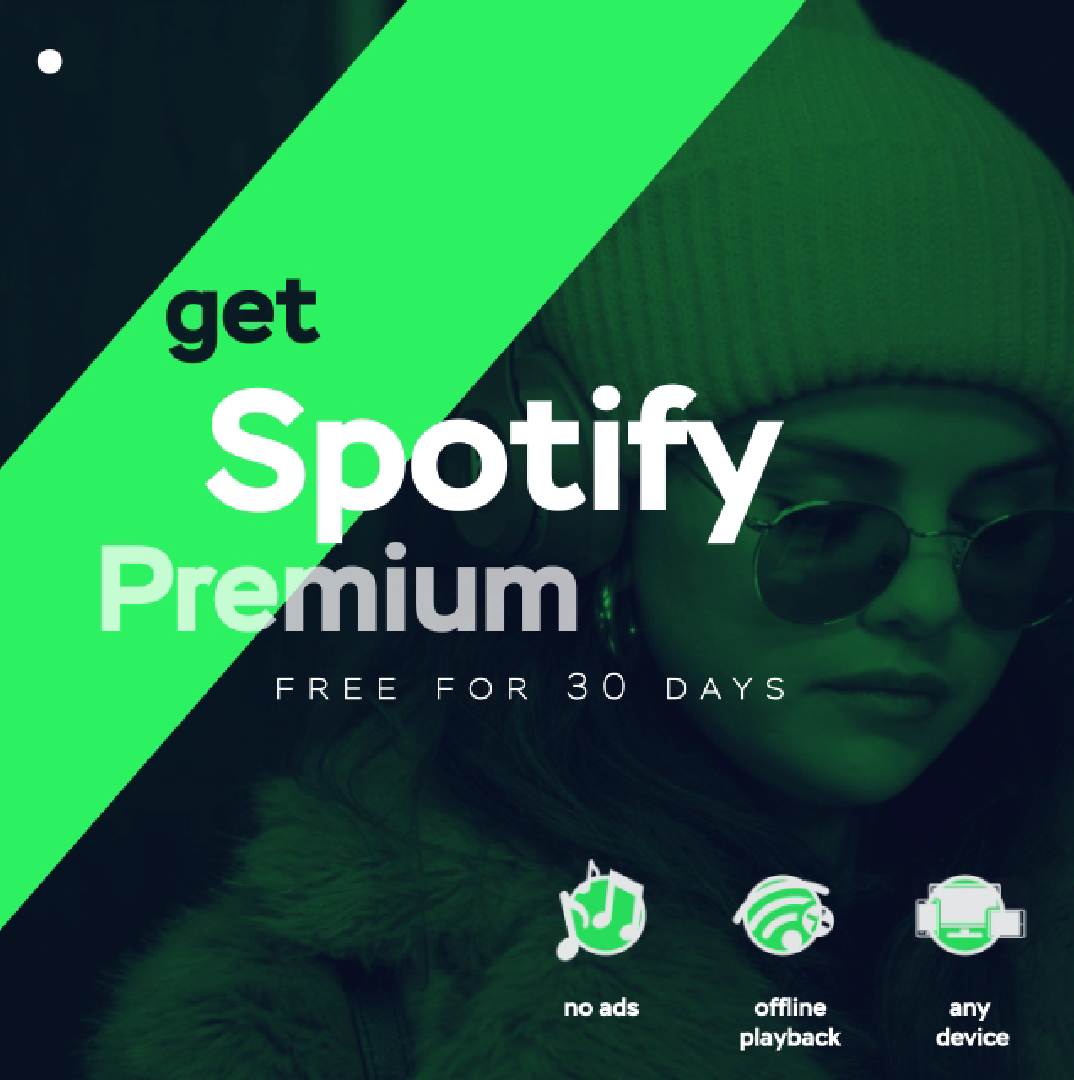 get
Spotify
Premium
FREE FOR 30 DAYS
no ads
offline
playback
any
device